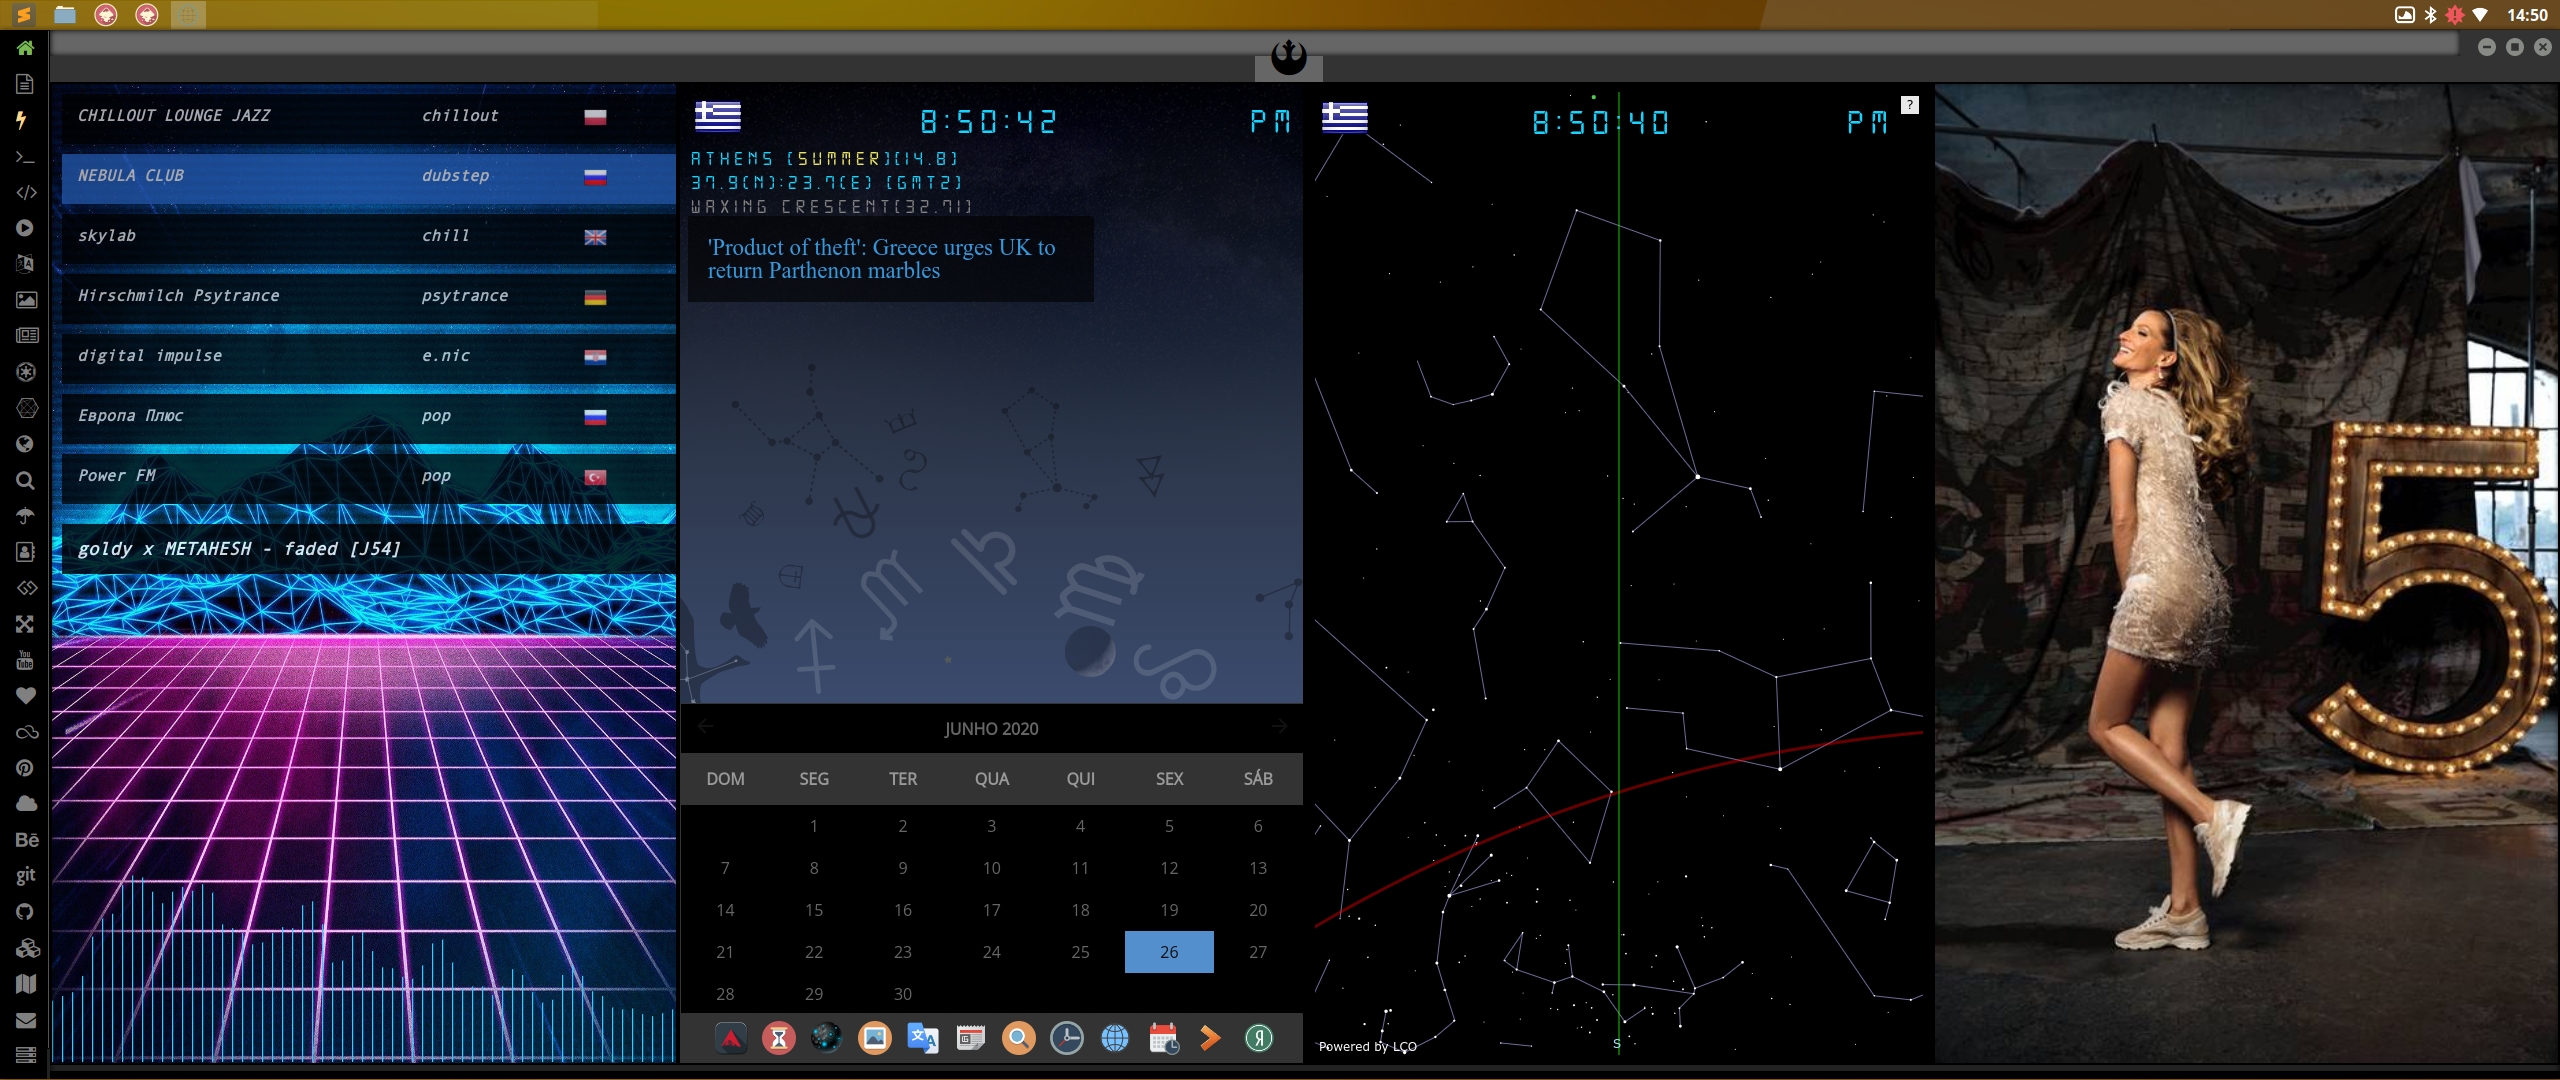 14:50
You
Tube
Bē
git
CHILLOUT LOUNGE JAZZ chillout
NEBULA CLUB dubstep
skylab chill
Hirschmilch Psytrance psytrance
digital impulse e.nic
Европа Плюс pop
Power FM pop
goldy x METAHESH - faded [J54]
8:50:42 PM
ATHENS [SUMMER][14.8]
37.9(N):23.7(E) [GMT2]
WAXING CRESCENT[32.71]
'Product of theft': Greece urges UK to
return Parthenon marbles
JUNHO 2020
DOM SEG TER QUA QUI SEX SÁB
1 2 3 4 5 6
7 8 9 10 11 12 13
14 15 16 17 18 19 20
21 22 23 24 25 26 27
28 29 30
Я
8:50:40 PM
?
S
Powered by LCO
5